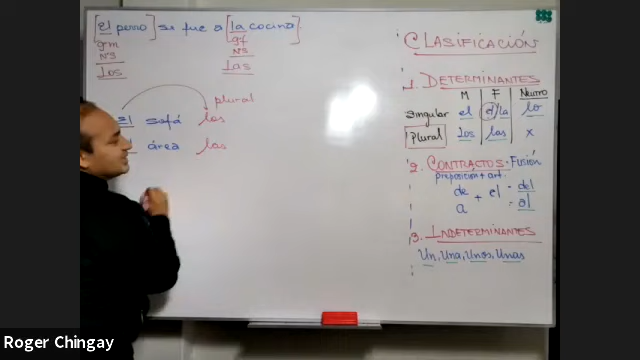 [el perro] se fue a [la cocina].
gm gf
Nºs Nºs
Los Las
plural
El sofá los
área las
CLASIFICACIÓN
1. DETERMINANTES
M F Neutro
Singular el el/la lo
Plural Los las x
2. CONTRACTOS - Fusión
preposición + art.
de + el = del
a = al
3. INDETERMINANTES
Un, Una, Unos, Unas
Roger Chingay